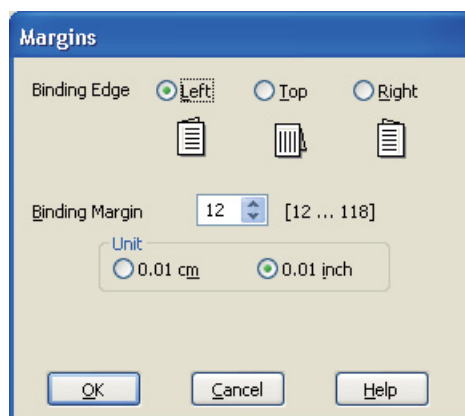 Margins
Binding Edge Left Top Right
Binding Margin 12 [12 ... 118]
Unit
0.01 cm 0.01 inch
OK Cancel Help